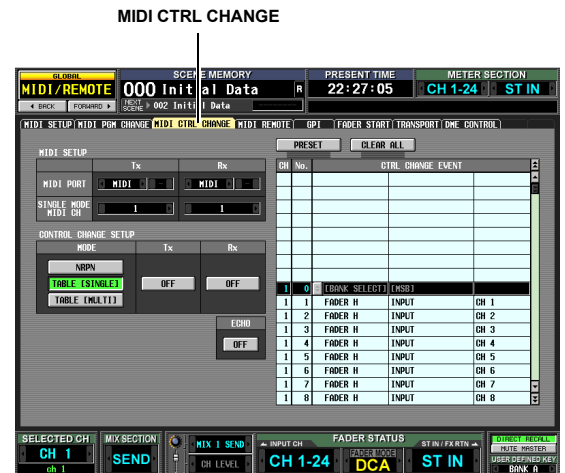 MIDI CTRL CHANGE
GLOBAL
MIDI/REMOTE
BACK
FORWARD
SCENE MEMORY
000 Initial Data
R
NEXT SCENE
002 Initial Data
PRESENT TIME
22:27:05
METER SECTION
CH 1-24
ST IN
MIDI SETUP
MIDI PGM CHANGE
MIDI CTRL CHANGE
MIDI REMOTE
GPI
FADER START
TRANSPORT
DME CONTROL
MIDI SETUP
Tx Rx
MIDI PORT MIDI - MIDI -
SINGLE MODE MIDI CH 1 1
CONTROL CHANGE SETUP
MODE Tx Rx
NRPN
TABLE [SINGLE] OFF OFF
TABLE [MULTI]
ECHO
OFF
PRESET CLEAR ALL
CH No. CTRL CHANGE EVENT
1 0 [BANK SELECT] [MSB]
1 1 FADER H INPUT CH 1
1 2 FADER H INPUT CH 2
1 3 FADER H INPUT CH 3
1 4 FADER H INPUT CH 4
1 5 FADER H INPUT CH 5
1 6 FADER H INPUT CH 6
1 7 FADER H INPUT CH 7
1 8 FADER H INPUT CH 8
SELECTED CH
CH 1
ch 1
MIX SECTION
SEND
MIX 1 SEND
CH LEVEL
FADER STATUS
INPUT CH
CH 1-24
FADER MODE
DCA
ST IN / FX RTN
ST IN
DIRECT RECALL
MUTE MASTER
USER DEFINED KEY
BANK A